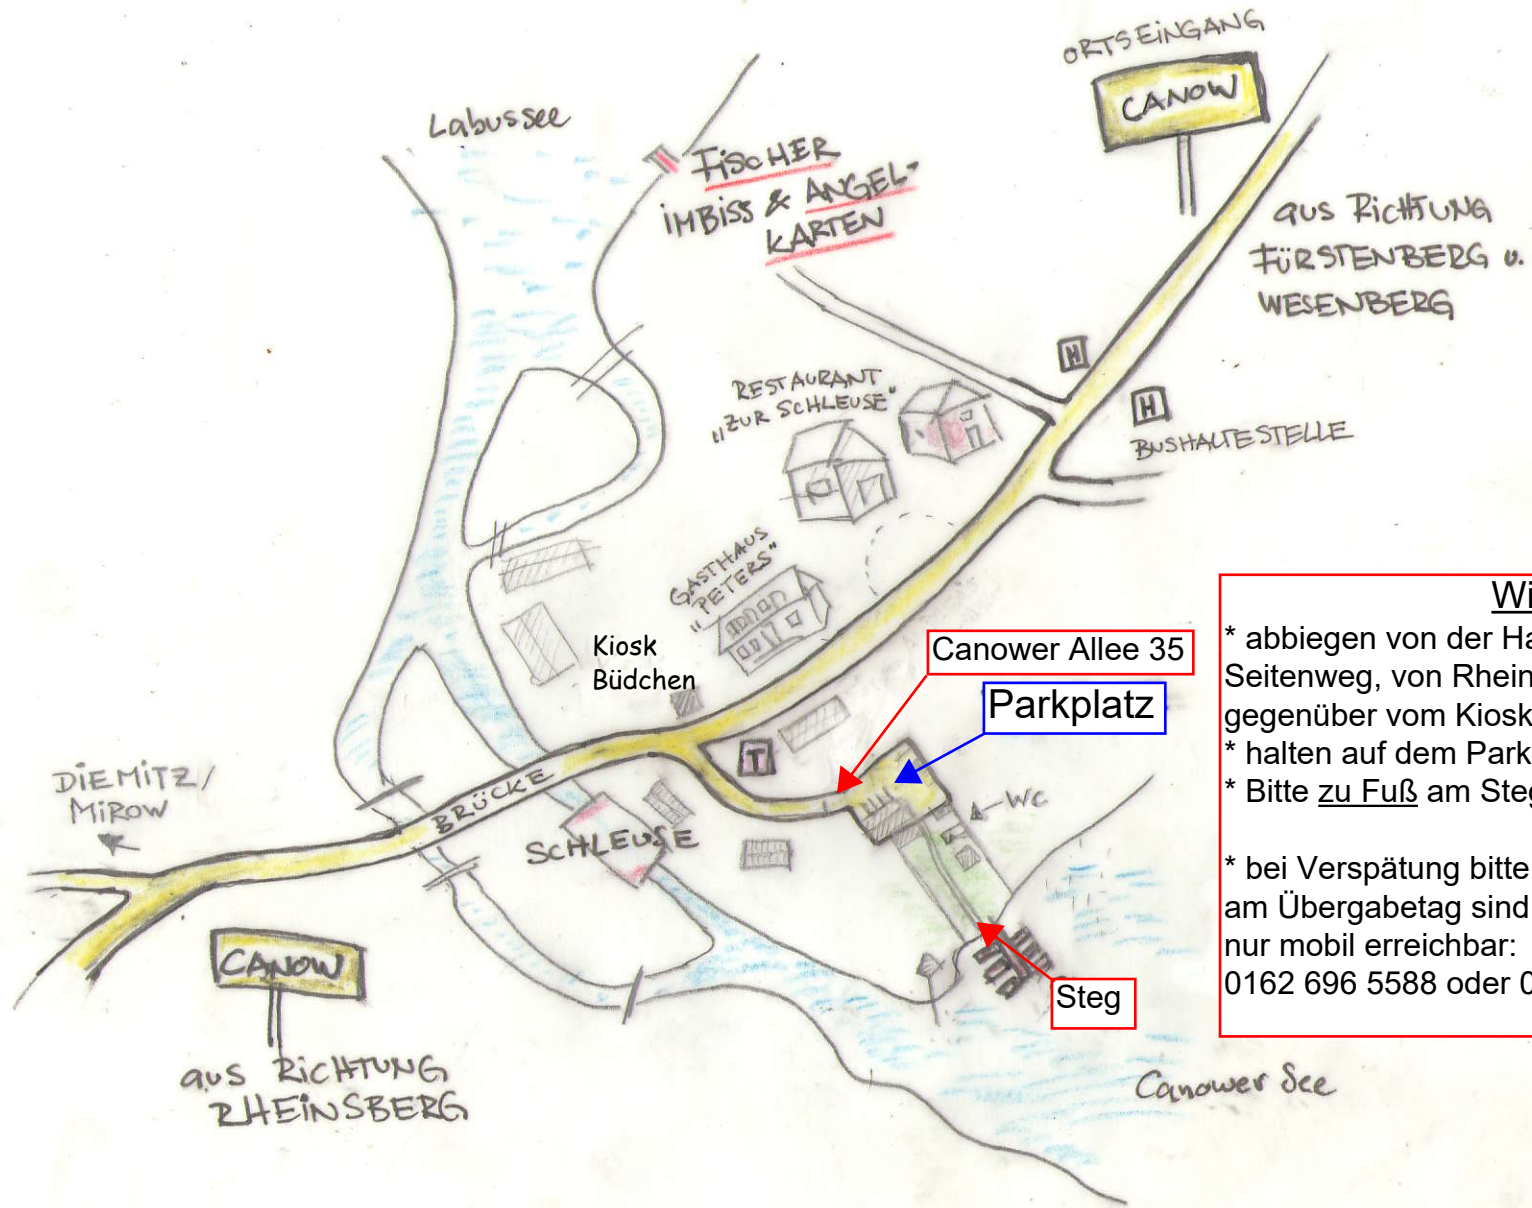 ORTSEINGANG
CANOW
Labussee
FISCHER
IMBISS & ANGEL-
KARTEN
aus RICHTUNG
FÜRSTENBERG u.
WESENBERG
H
H
BUSHALTESTELLE
RESTAURANT
„ZUR SCHLEUSE"
GASTHAUS
„PETERS"
Kiosk
Büdchen
Canower Allee 35
Parkplatz
T
WC
DIEMITZ/
MIROW
BRÜCKE
SCHLEUSE
CANOW
aus RICHTUNG
RHEINSBERG
Steg
Canower See
Wi
* abbiegen von der Ha
Seitenweg, von Rhein
gegenüber vom Kiosk
* halten auf dem Park
* Bitte zu Fuß am Steg
* bei Verspätung bitte
am Übergabetag sind
nur mobil erreichbar:
0162 696 5588 oder 0